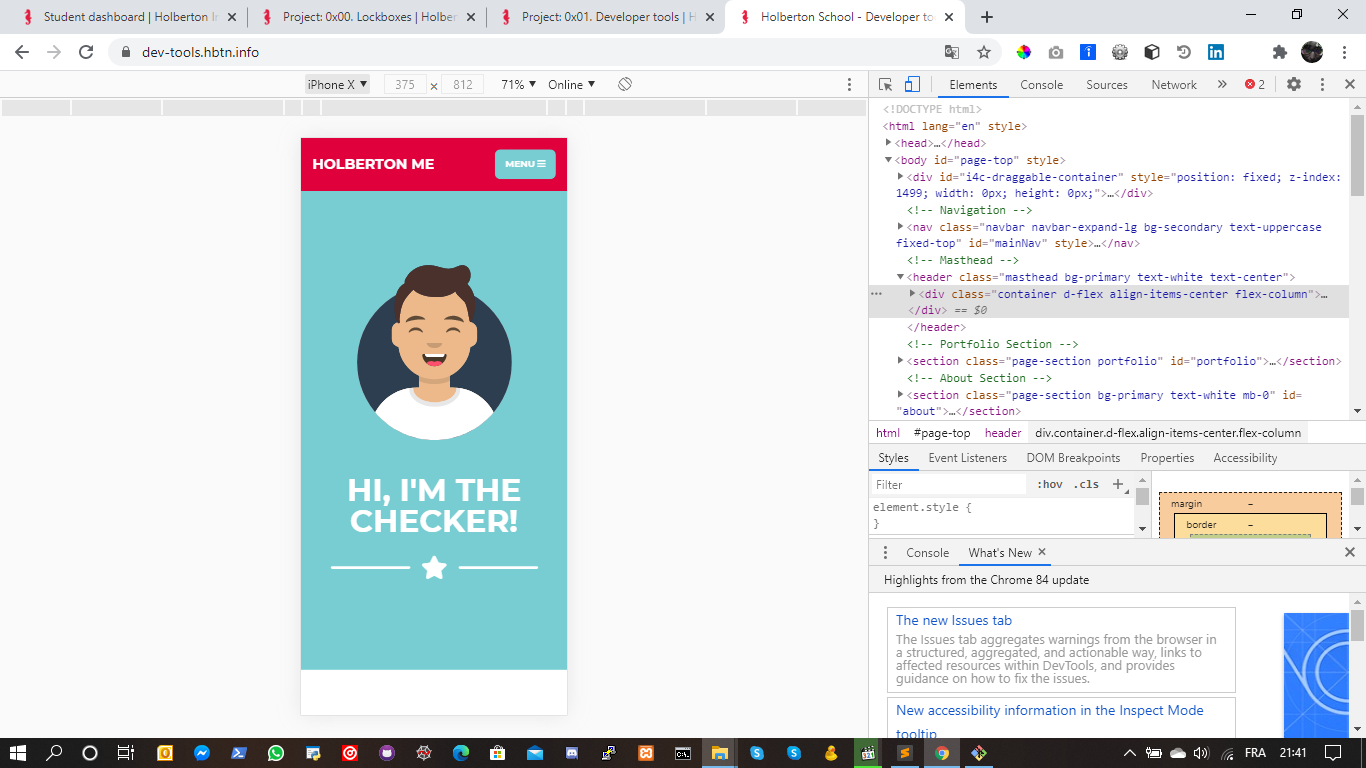 Student dashboard | Holberton In
Project: 0x00. Lockboxes | Holber
Project: 0x01. Developer tools | H
Holberton School - Developer to
dev-tools.hbtn.info
iPhone X ▼ 375 × 812 71% ▼ Online ▼
Elements Console Sources Network » 2
<!DOCTYPE html>
<html lang="en" style>
<head>…</head>
<body id="page-top" style>
<div id="i4c-draggable-container" style="position: fixed; z-index:
1499; width: 0px; height: 0px;">…</div>
<!-- Navigation -->
<nav class="navbar navbar-expand-lg bg-secondary text-uppercase
fixed-top" id="mainNav" style>…</nav>
<!-- Masthead -->
<header class="masthead bg-primary text-white text-center">
<div class="container d-flex align-items-center flex-column">…
</div> == $0
</header>
<!-- Portfolio Section -->
<section class="page-section portfolio" id="portfolio">…</section>
<!-- About Section -->
<section class="page-section bg-primary text-white mb-0" id=
"about">…</section>
html #page-top header div.container.d-flex.align-items-center.flex-column
Styles Event Listeners DOM Breakpoints Properties Accessibility
Filter :hov .cls +
element.style {
}
margin –
border –
Console What's New ×
Highlights from the Chrome 84 update
The new Issues tab
The Issues tab aggregates warnings from the browser in
a structured, aggregated, and actionable way, links to
affected resources within DevTools, and provides
guidance on how to fix the issues.
New accessibility information in the Inspect Mode
tooltip
HOLBERTON ME
MENU
HI, I'M THE
CHECKER!
FRA 21:41